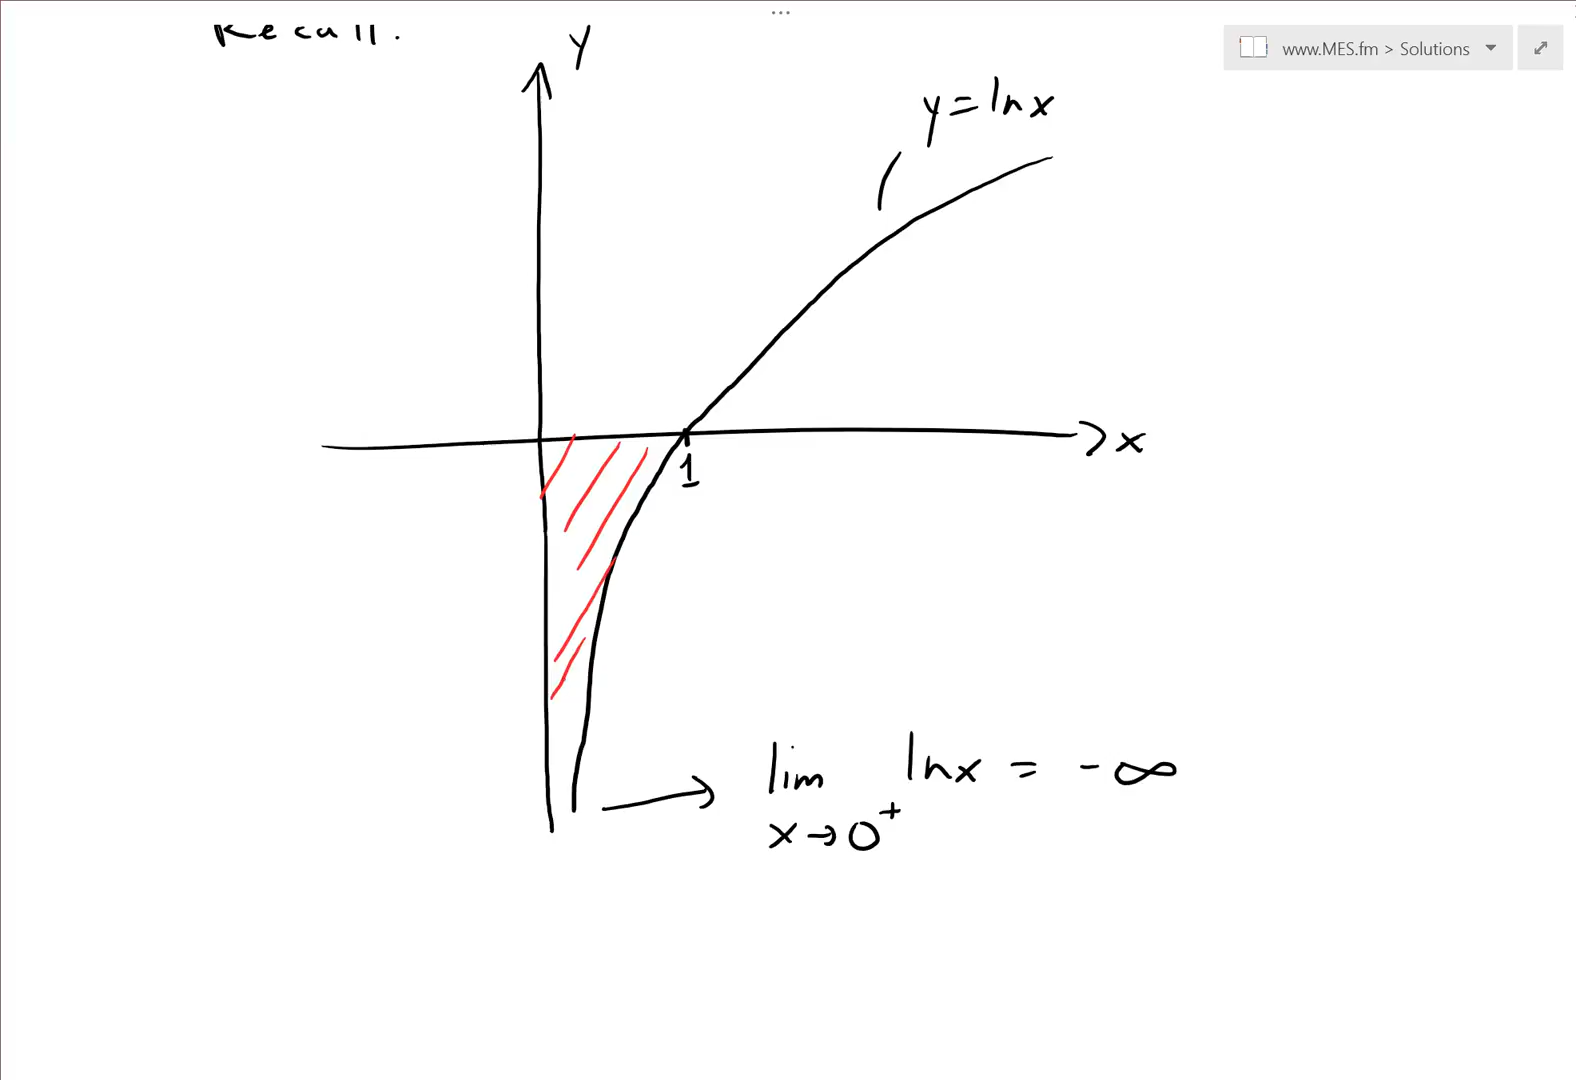 Recall.
y
www.MES.fm > Solutions
y = ln x
x
1
lim ln x = - ∞
x → 0⁺